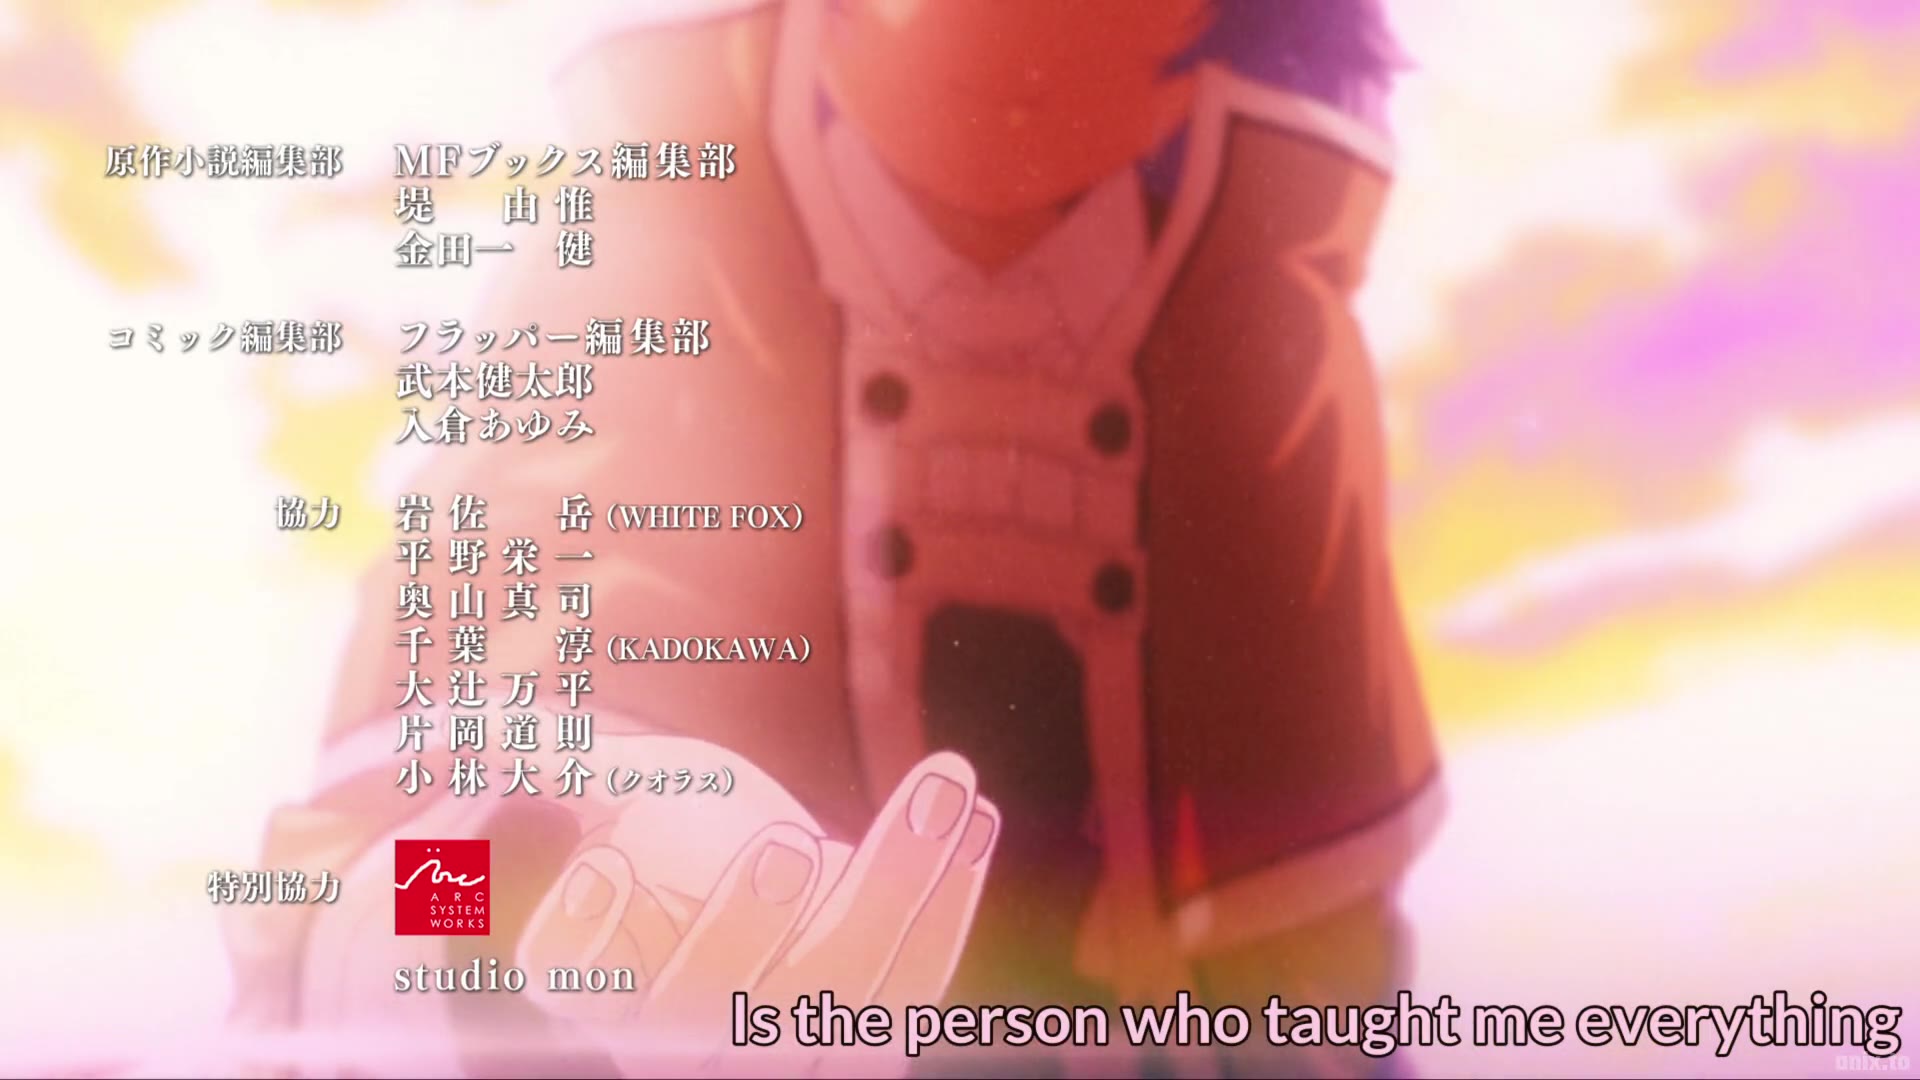 原作小説編集部 MFブックス編集部
堤 由惟
金田一 健
コミック編集部 フラッパー編集部
武本健太郎
入倉あゆみ
協力 岩佐 岳(WHITE FOX)
平野栄一
奥山真司
千葉 淳(KADOKAWA)
大辻万平
片岡道則
小林大介(クオラス)
特別協力
ARC
SYSTEM
WORKS
studio mon
Is the person who taught me everything
anix.to